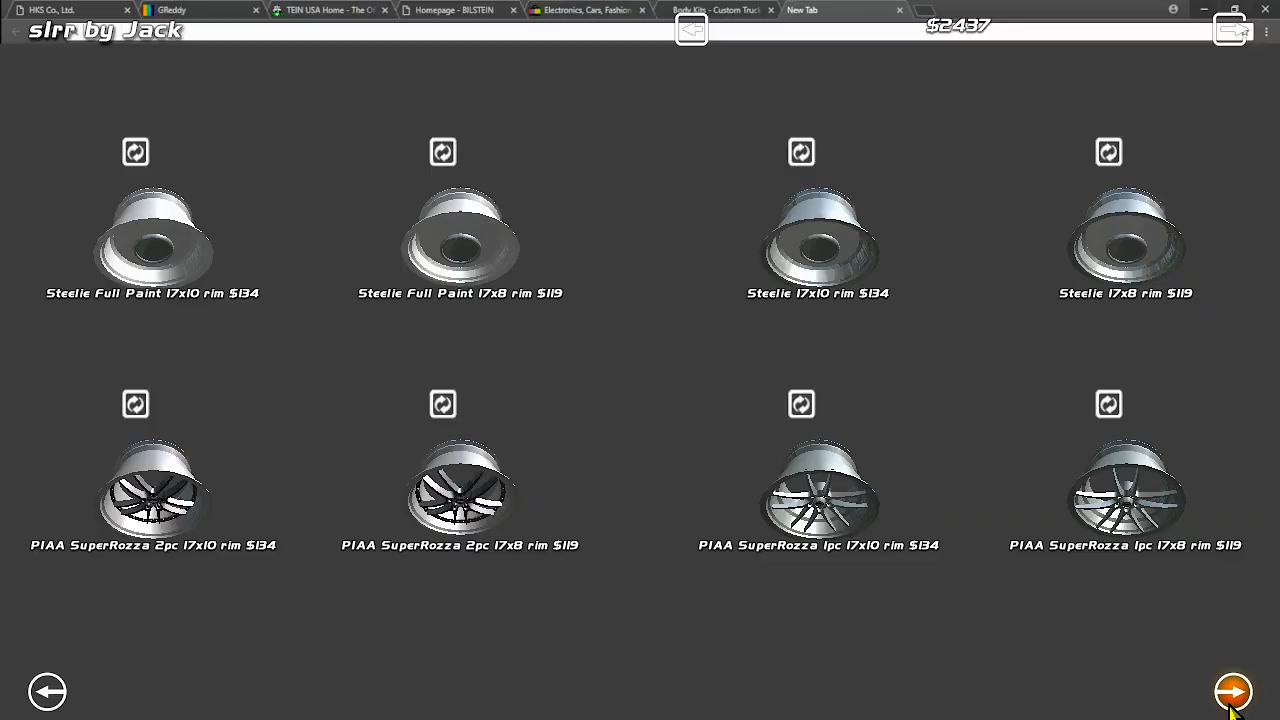 HKS Co., Ltd.
GReddy
TEIN USA Home - The O
Homepage - BILSTEIN
Electronics, Cars, Fashion
Body Kits - Custom Truck
New Tab
slrr by Jack
$2437
Steelie Full Paint 17x10 rim $134
Steelie Full Paint 17x8 rim $119
Steelie 17x10 rim $134
Steelie 17x8 rim $119
PIAA SuperRozza 2pc 17x10 rim $134
PIAA SuperRozza 2pc 17x8 rim $119
PIAA SuperRozza 1pc 17x10 rim $134
PIAA SuperRozza 1pc 17x8 rim $119